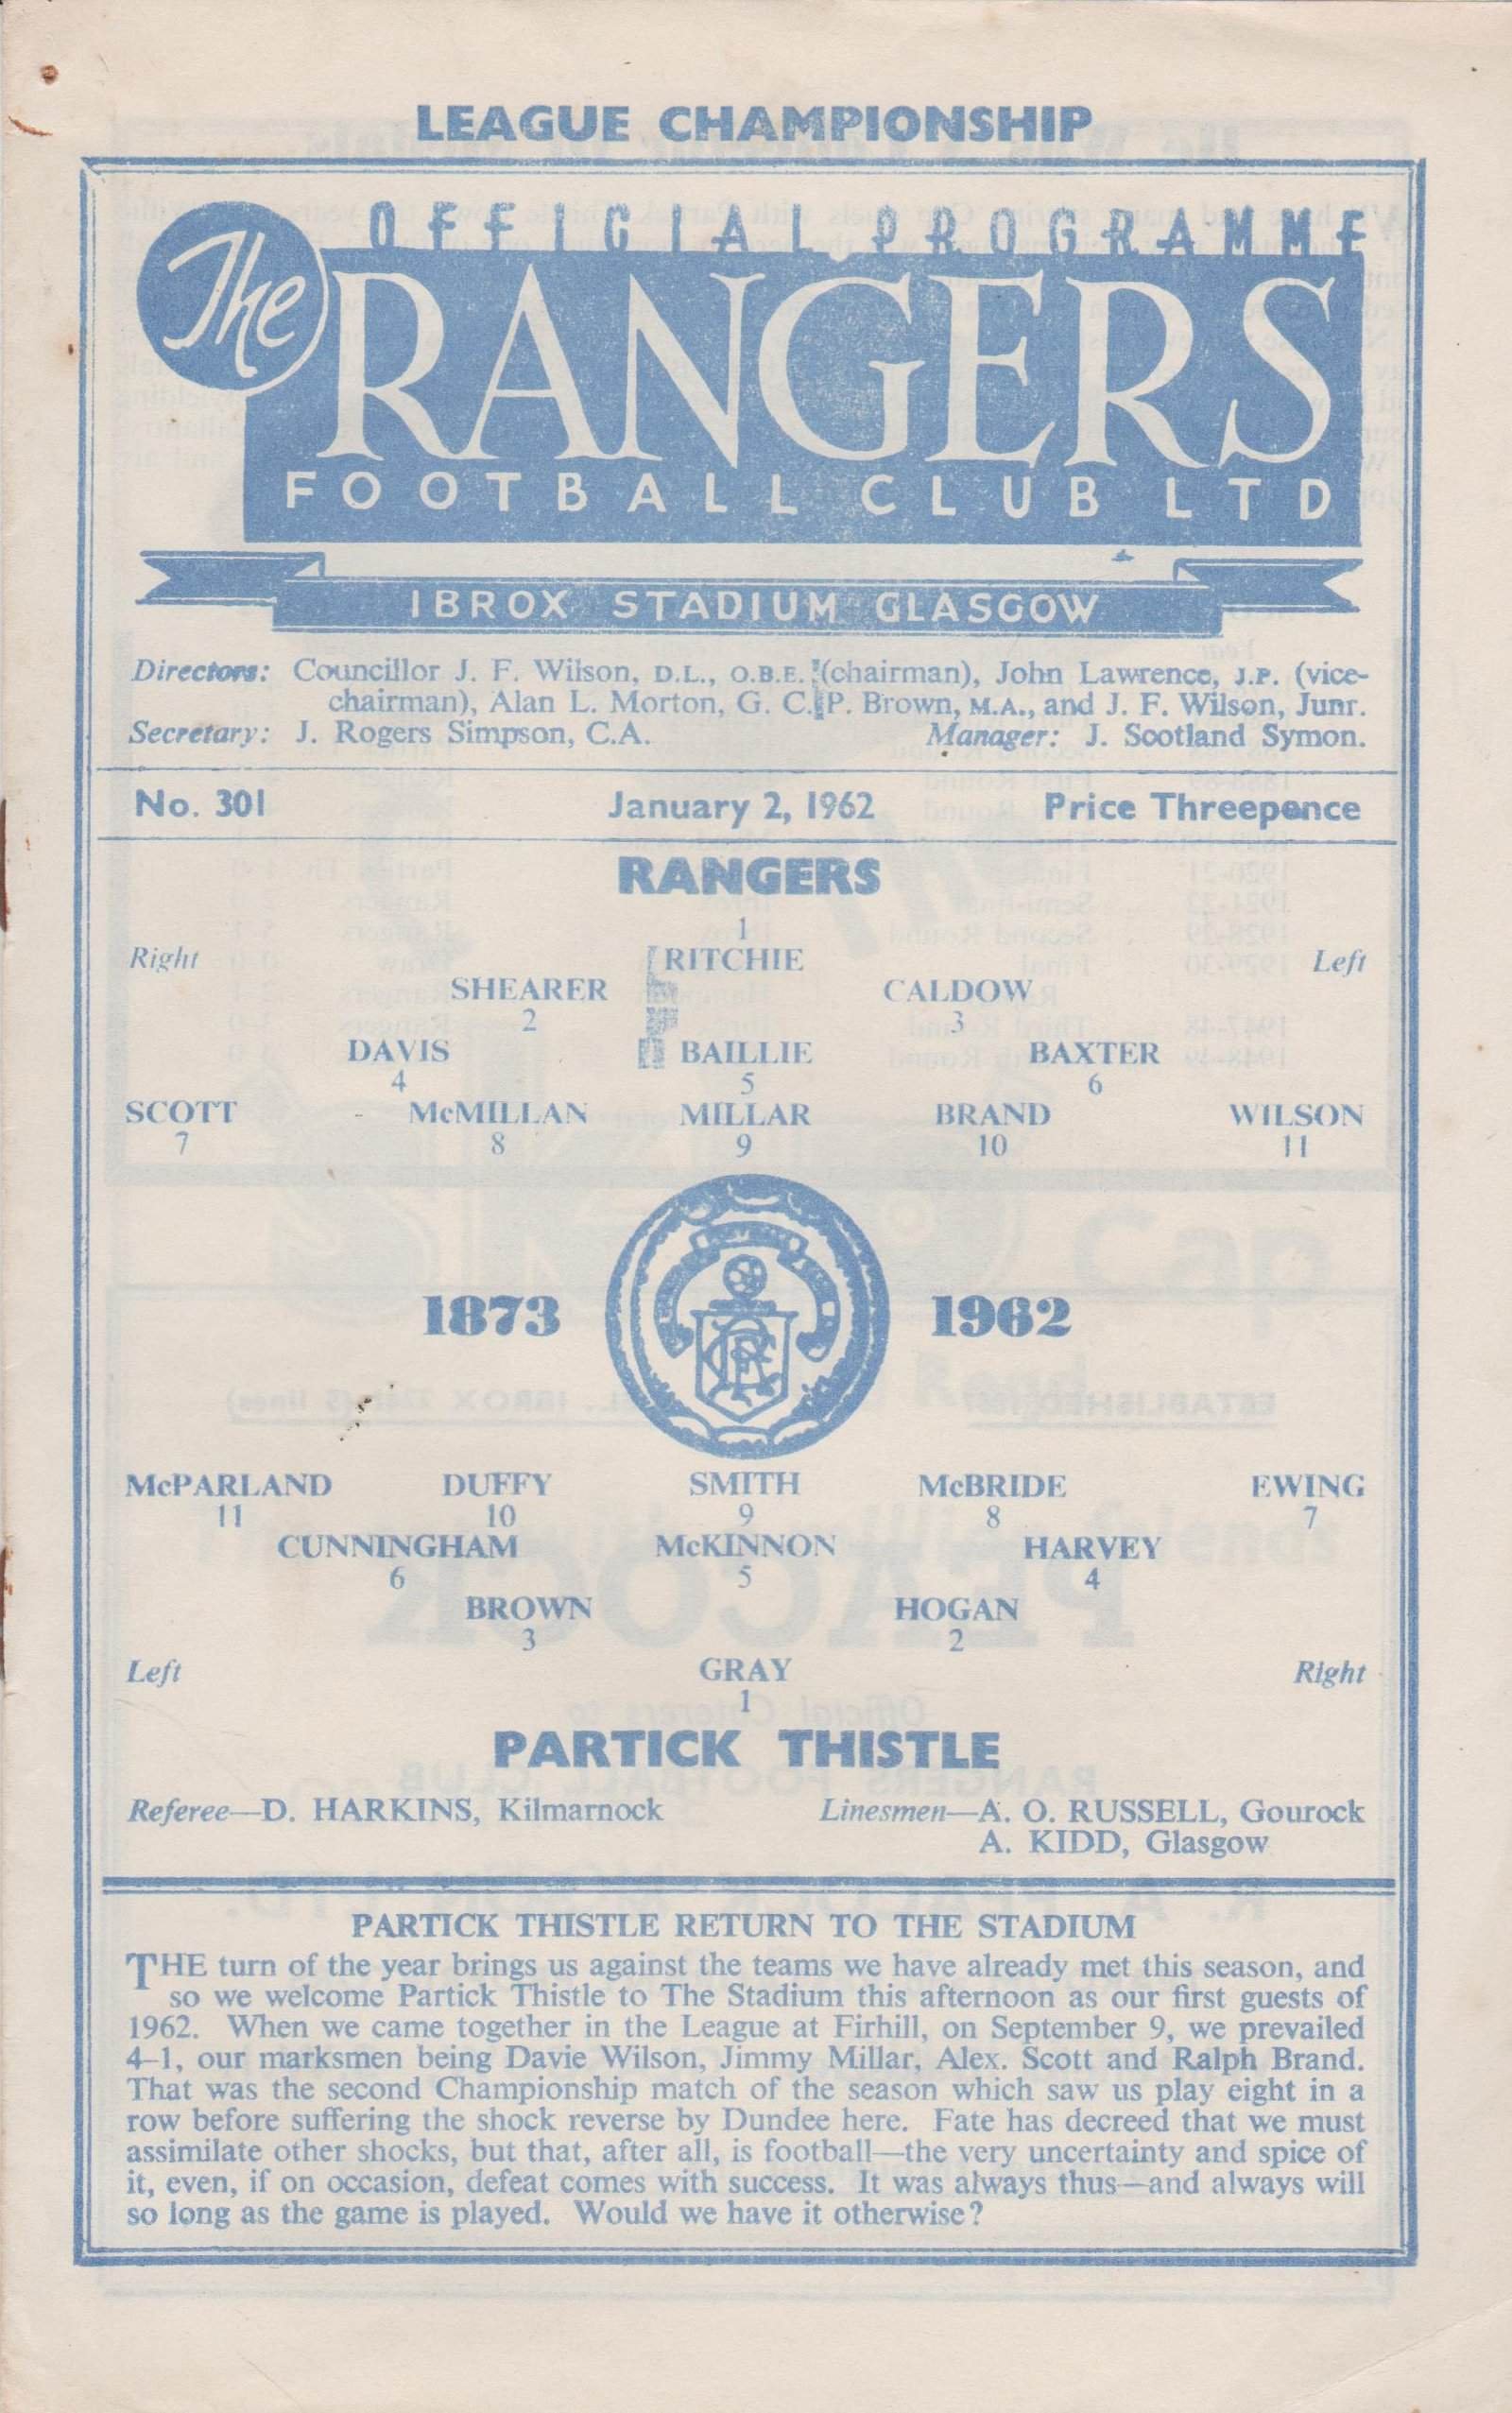 LEAGUE CHAMPIONSHIP
OFFICIAL PROGRAMME
The RANGERS
FOOTBALL CLUB LTD
IBROX STADIUM GLASGOW
Directors: Councillor J. F. Wilson, D.L., O.B.E. (chairman), John Lawrence, J.P. (vice-
chairman), Alan L. Morton, G. C. P. Brown, M.A., and J. F. Wilson, Junr.
Secretary: J. Rogers Simpson, C.A. Manager: J. Scotland Symon.
No. 301 January 2, 1962 Price Threepence
RANGERS
1
Right RITCHIE Left
SHEARER CALDOW
2 3
DAVIS BAILLIE BAXTER
4 5 6
SCOTT McMILLAN MILLAR BRAND WILSON
7 8 9 10 11
1873 1962
McPARLAND DUFFY SMITH McBRIDE EWING
11 10 9 8 7
CUNNINGHAM McKINNON HARVEY
6 5 4
BROWN HOGAN
3 2
Left GRAY Right
1
PARTICK THISTLE
Referee—D. HARKINS, Kilmarnock Linesmen—A. O. RUSSELL, Gourock
A. KIDD, Glasgow
PARTICK THISTLE RETURN TO THE STADIUM
THE turn of the year brings us against the teams we have already met this season, and
so we welcome Partick Thistle to The Stadium this afternoon as our first guests of
1962. When we came together in the League at Firhill, on September 9, we prevailed
4–1, our marksmen being Davie Wilson, Jimmy Millar, Alex. Scott and Ralph Brand.
That was the second Championship match of the season which saw us play eight in a
row before suffering the shock reverse by Dundee here. Fate has decreed that we must
assimilate other shocks, but that, after all, is football—the very uncertainty and spice of
it, even, if on occasion, defeat comes with success. It was always thus—and always will
so long as the game is played. Would we have it otherwise?